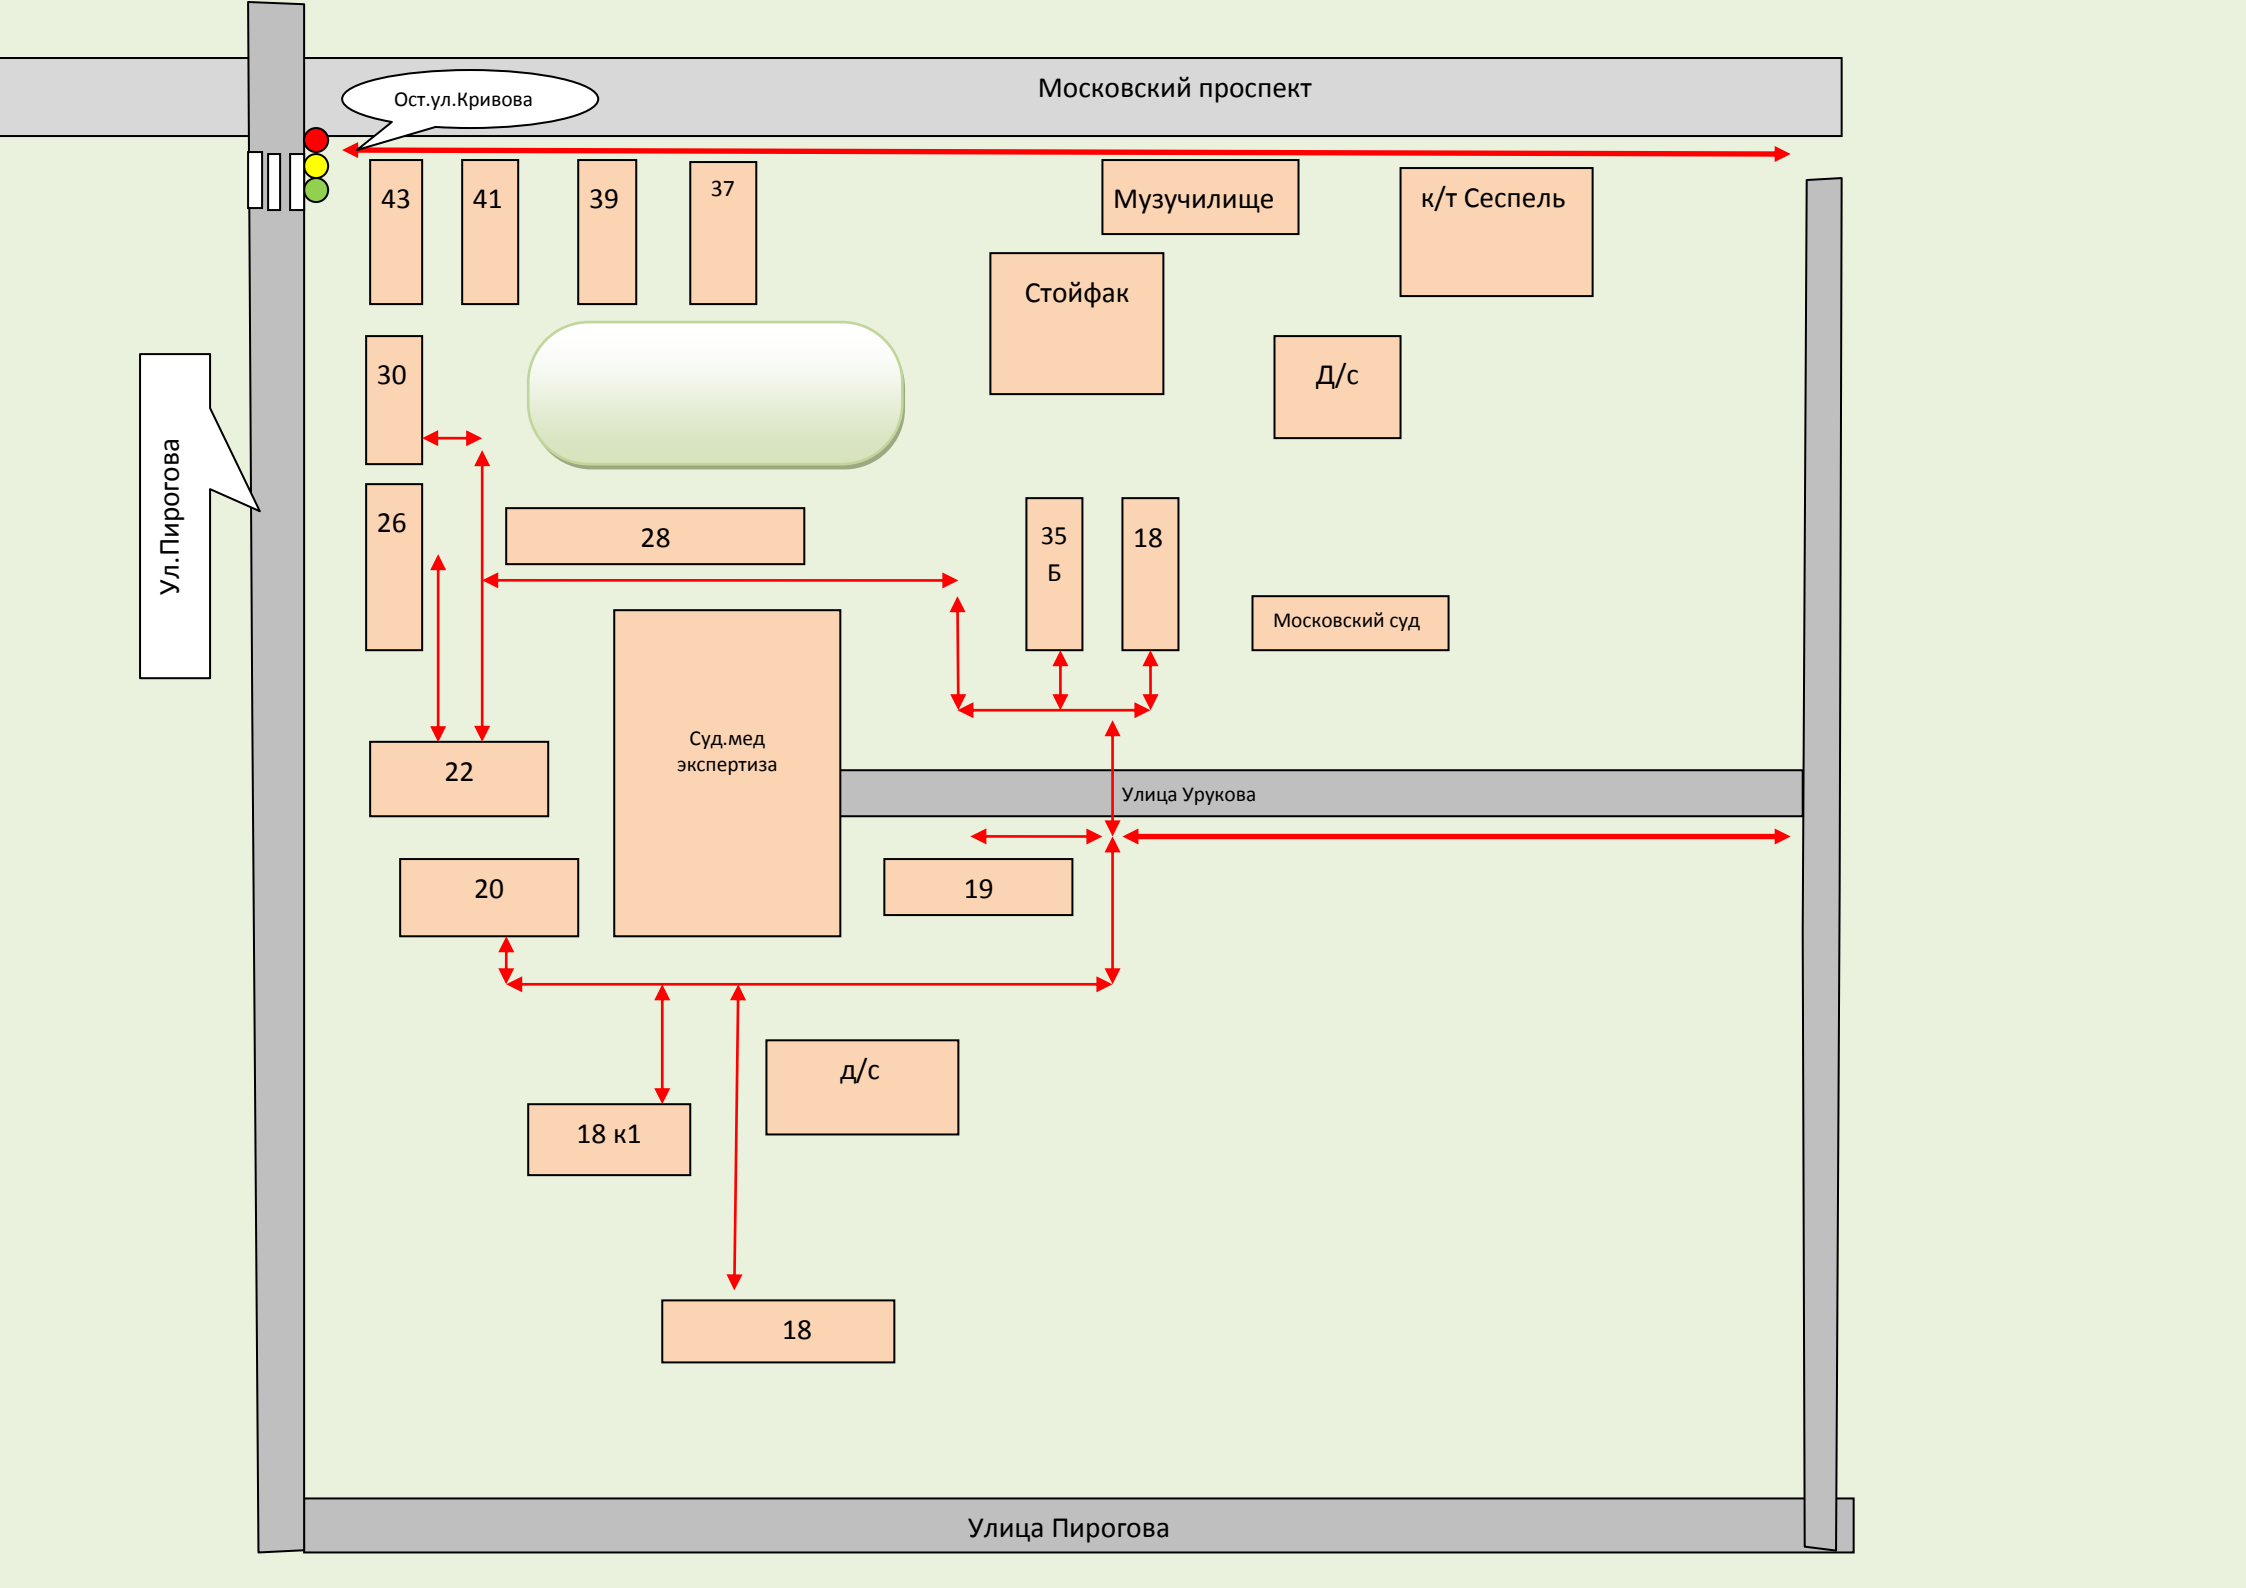 Московский проспект
Ост.ул.Кривова
43
41
39
37
Музучилище
к/т Сеспель
Стойфак
30
Д/с
Ул.Пирогова
26
28
35
Б
18
Московский суд
Суд.мед
экспертиза
22
Улица Урукова
20
19
д/с
18 к1
18
Улица Пирогова